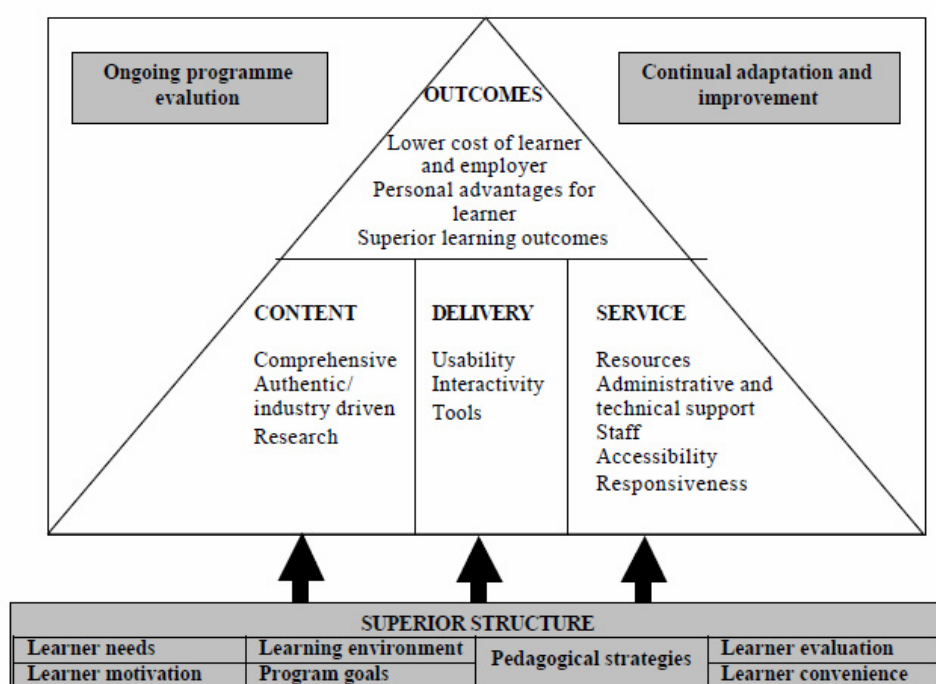 Ongoing programme
evalution
Continual adaptation and
improvement
OUTCOMES
Lower cost of learner
and employer
Personal advantages for
learner
Superior learning outcomes
CONTENT
Comprehensive
Authentic/
industry driven
Research
DELIVERY
Usability
Interactivity
Tools
SERVICE
Resources
Administrative and
technical support
Staff
Accessibility
Responsiveness
SUPERIOR STRUCTURE
Learner needs
Learner motivation
Learning environment
Program goals
Pedagogical strategies
Learner evaluation
Learner convenience